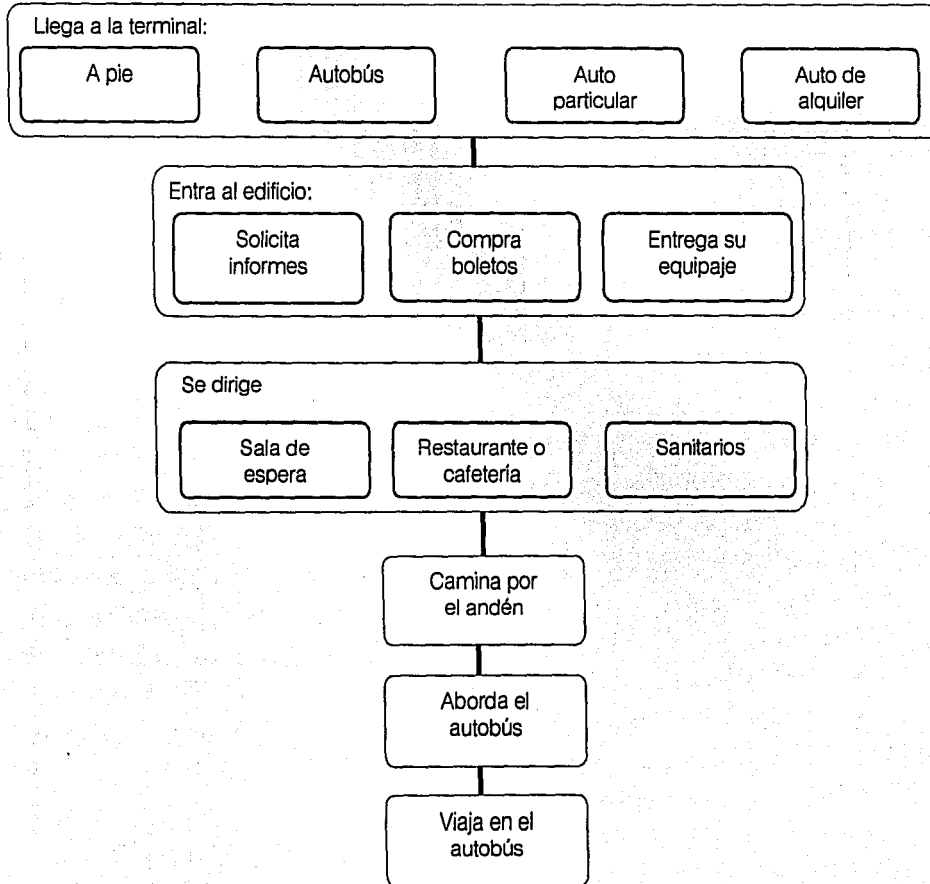 Llega a la terminal:
A pie
Autobús
Auto
particular
Auto de
alquiler
Entra al edificio:
Solicita
informes
Compra
boletos
Entrega su
equipaje
Se dirige
Sala de
espera
Restaurante o
cafetería
Sanitarios
Camina por
el andén
Aborda el
autobús
Viaja en el
autobús